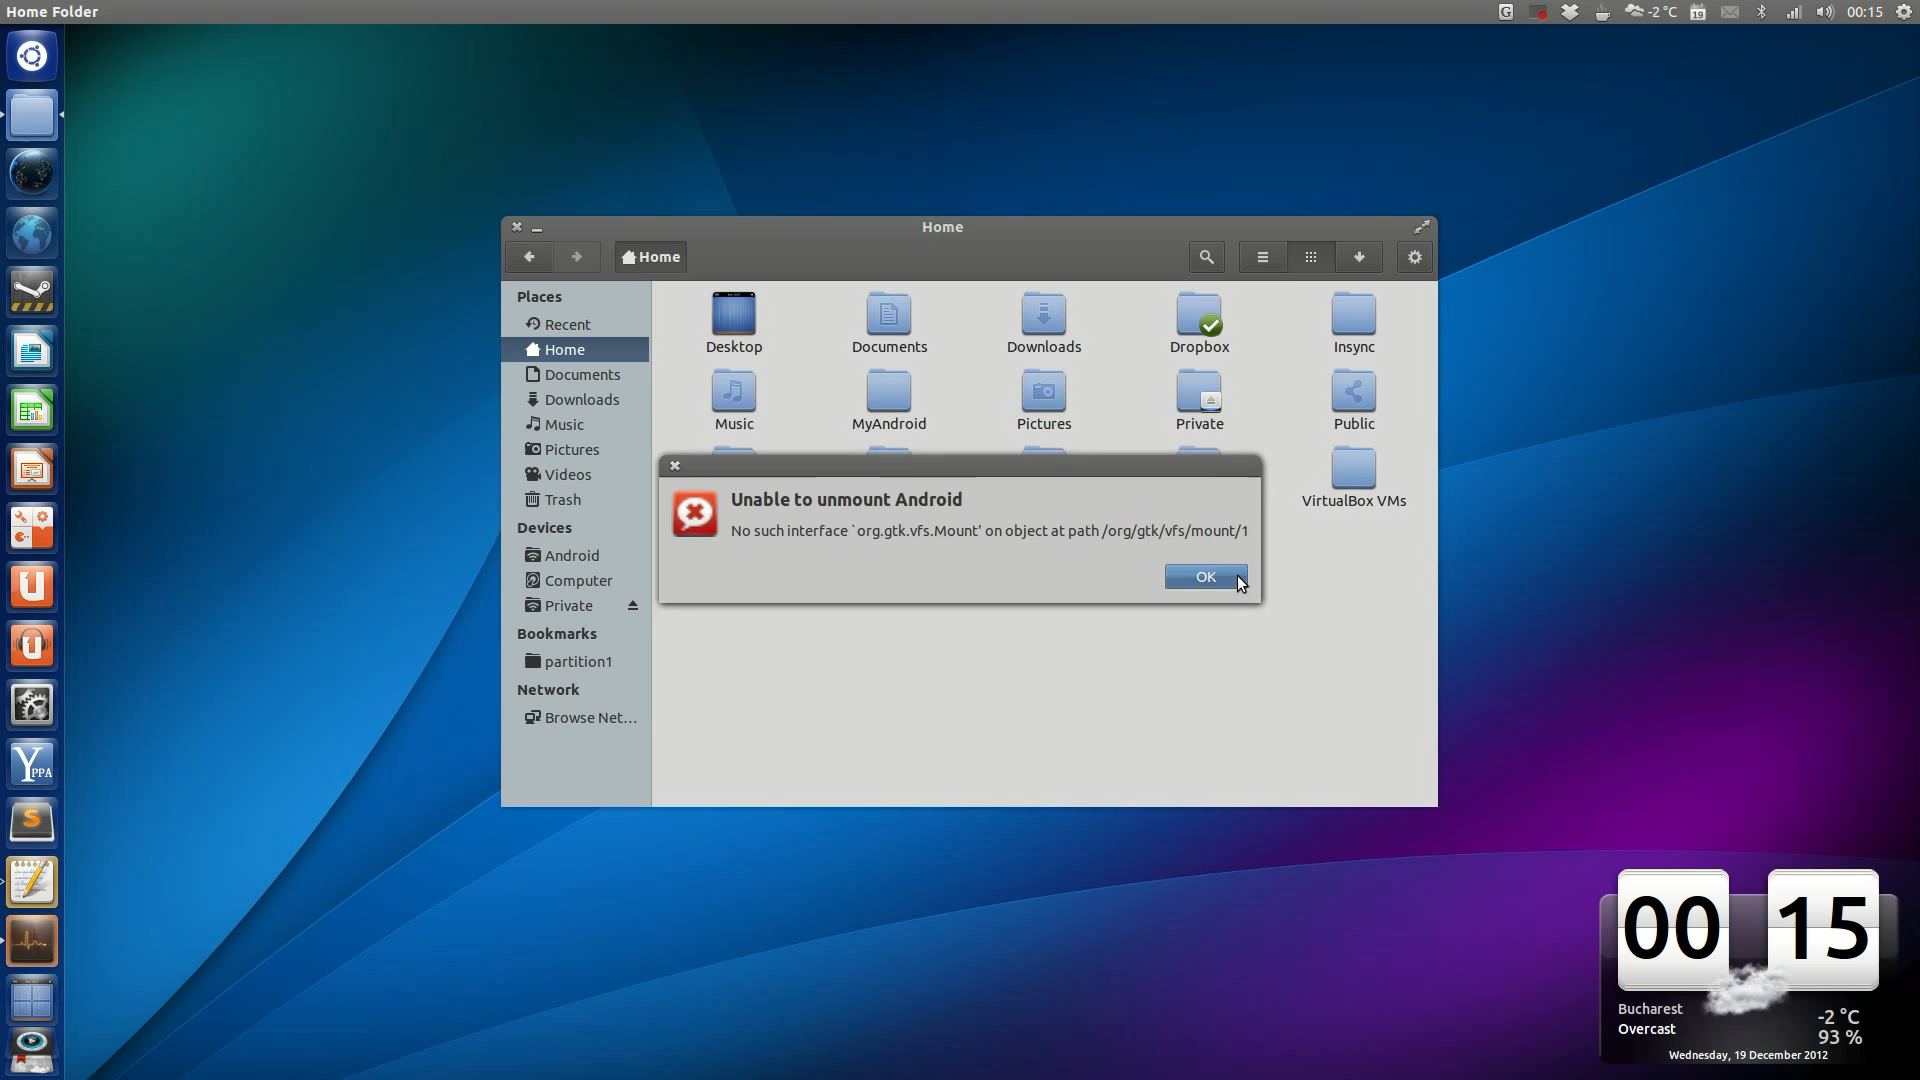 Home Folder
G
-2 °C
19
00:15
Home
Home
Places
Recent
Home
Documents
Downloads
Music
Pictures
Videos
Trash
Devices
Android
Computer
Private
Bookmarks
partition1
Network
Browse Net...
Desktop
Documents
Downloads
Dropbox
Insync
Music
MyAndroid
Pictures
Private
Public
VirtualBox VMs
Unable to unmount Android
No such interface `org.gtk.vfs.Mount' on object at path /org/gtk/vfs/mount/1
OK
YPPA
S
00 15
Bucharest
Overcast
-2 °C
93 %
Wednesday, 19 December 2012